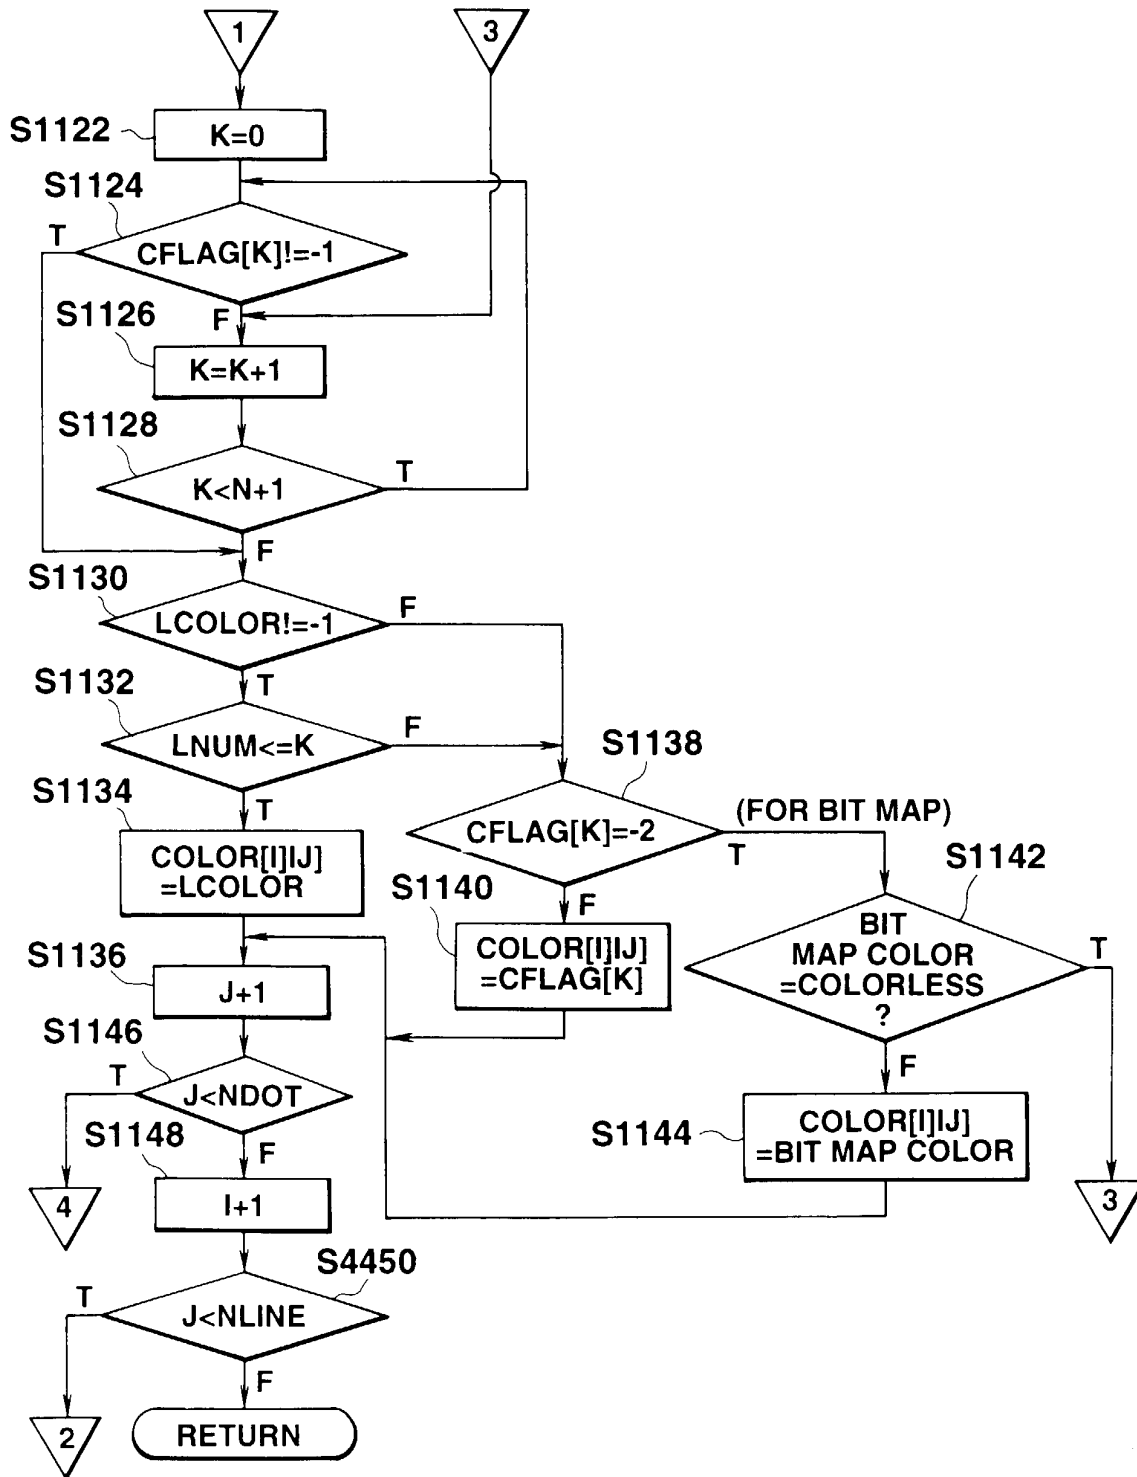 1
3
S1122
K=0
S1124
T
CFLAG[K]!=-1
F
S1126
K=K+1
S1128
K<N+1
T
F
S1130
LCOLOR!=-1
F
T
S1132
LNUM<=K
F
T
S1138
CFLAG[K]=-2
(FOR BIT MAP)
T
F
S1134
COLOR[I]IJ]
=LCOLOR
S1140
COLOR[I]IJ]
=CFLAG[K]
S1142
BIT
MAP COLOR
=COLORLESS
?
T
F
S1136
J+1
S1146
T
J<NDOT
F
S1144
COLOR[I]IJ]
=BIT MAP COLOR
3
S1148
4
I+1
S4450
T
J<NLINE
F
2
RETURN